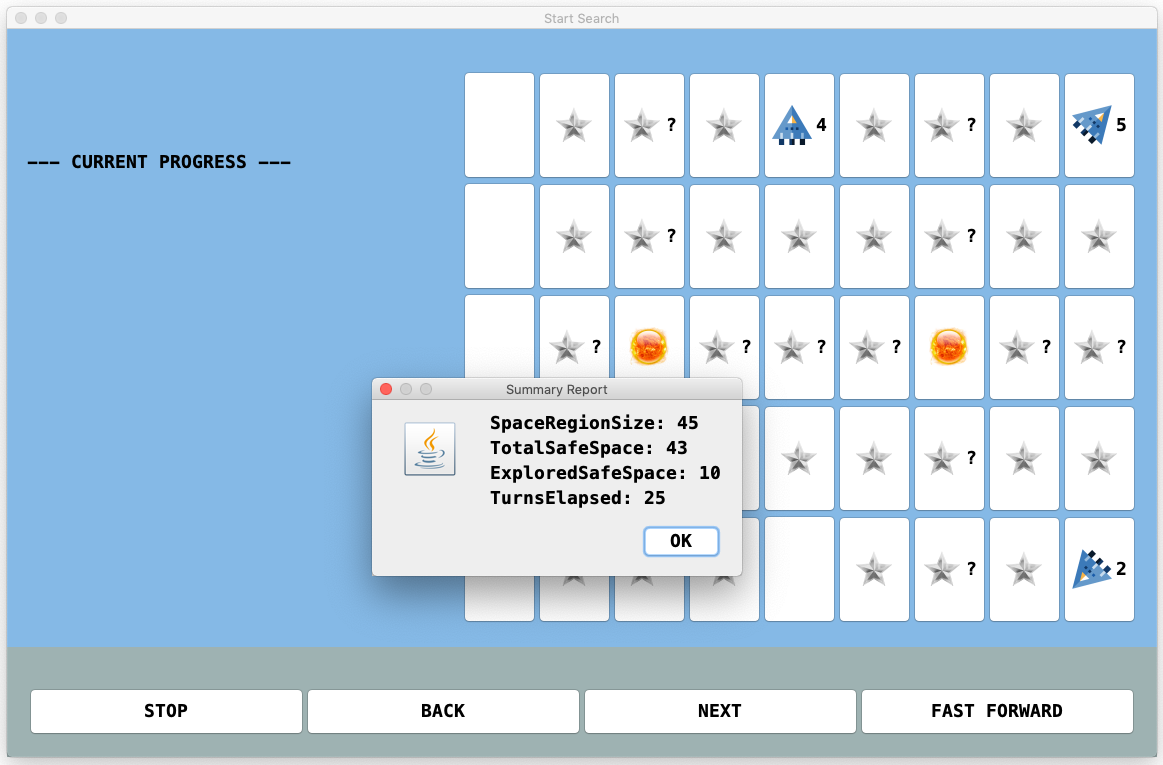 Start Search
? 4 ? 5
--- CURRENT PROGRESS ---
? ?
? ? ? ? ? ?
Summary Report
SpaceRegionSize: 45
TotalSafeSpace: 43
ExploredSafeSpace: 10
TurnsElapsed: 25
OK
?
? 2
STOP BACK NEXT FAST FORWARD